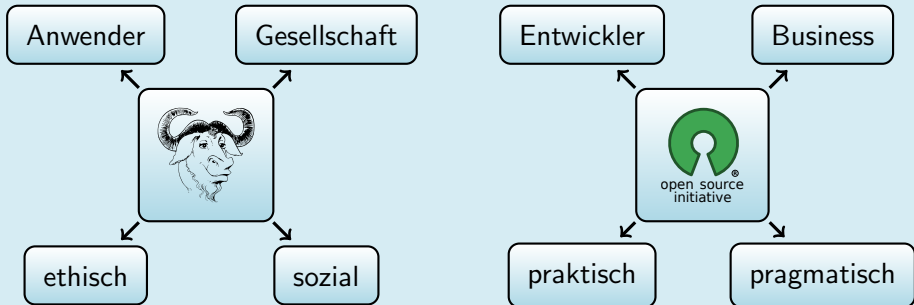 Anwender
Gesellschaft
Entwickler
Business
®
open source
initiative
ethisch
sozial
praktisch
pragmatisch